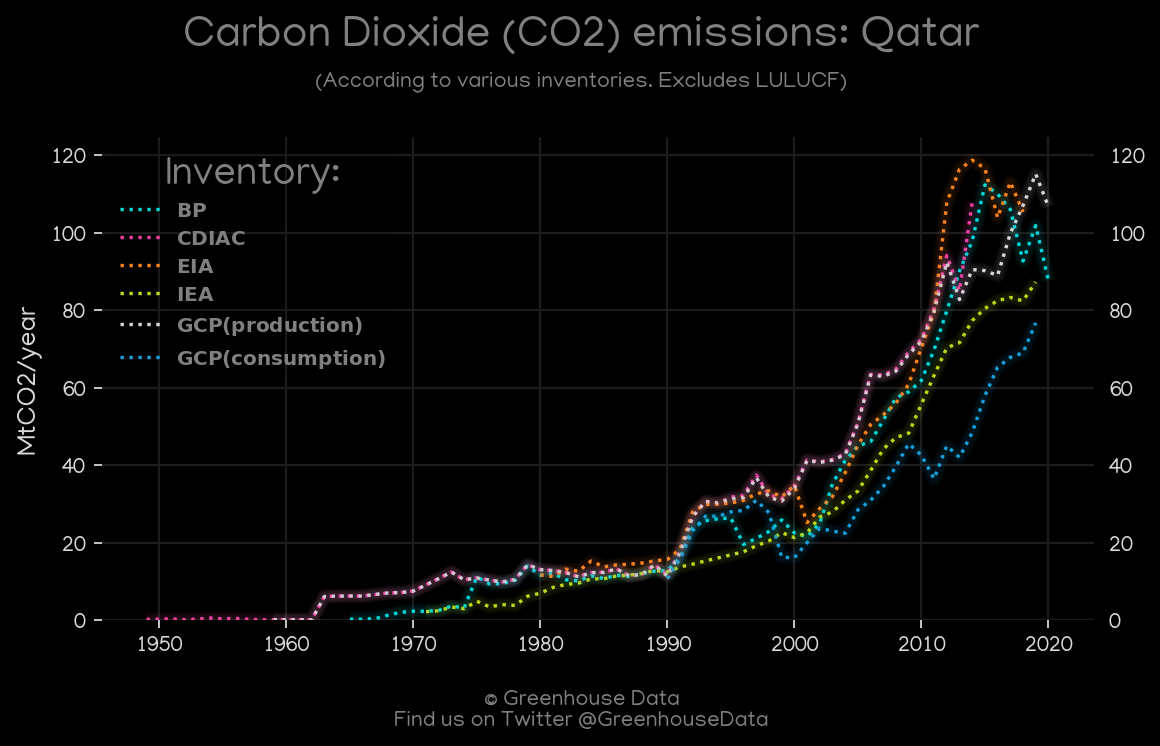 Carbon Dioxide (CO2) emissions: Qatar
(According to various inventories. Excludes LULUCF)
Inventory:
BP
CDIAC
EIA
IEA
GCP(production)
GCP(consumption)
MtCO2/year
120
100
80
60
40
20
0
120
100
80
60
40
20
0
1950 1960 1970 1980 1990 2000 2010 2020
© Greenhouse Data
Find us on Twitter @GreenhouseData